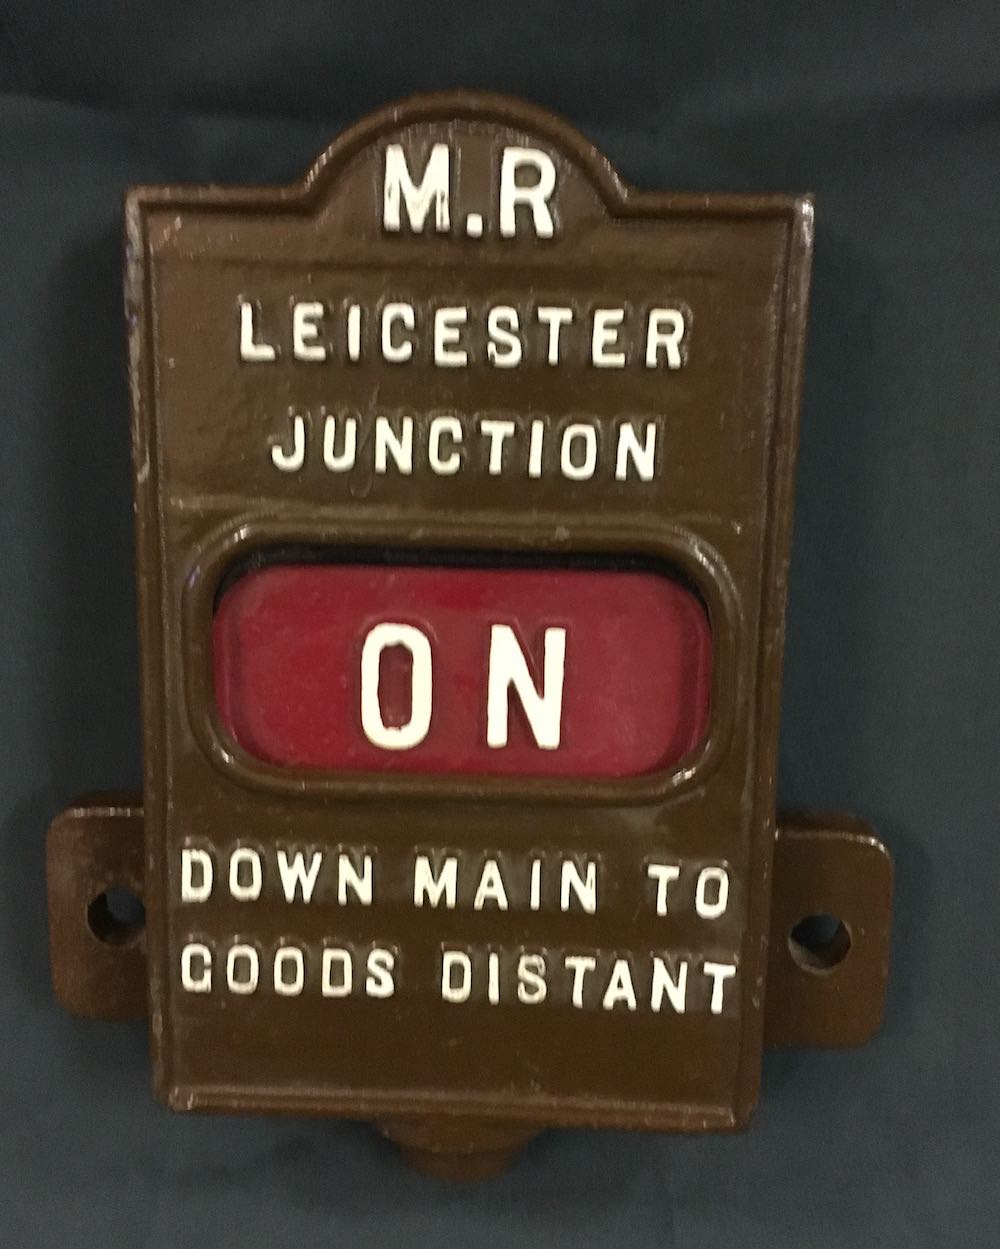 M.R
LEICESTER
JUNCTION
ON
DOWN MAIN TO
GOODS DISTANT